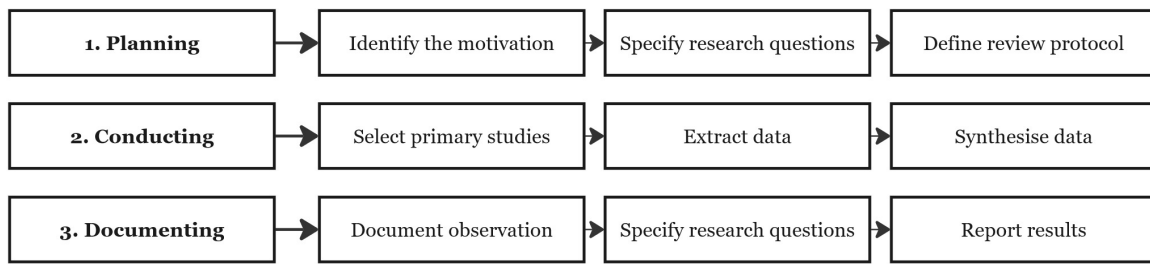 1. Planning
Identify the motivation
Specify research questions
Define review protocol
2. Conducting
Select primary studies
Extract data
Synthesise data
3. Documenting
Document observation
Specify research questions
Report results